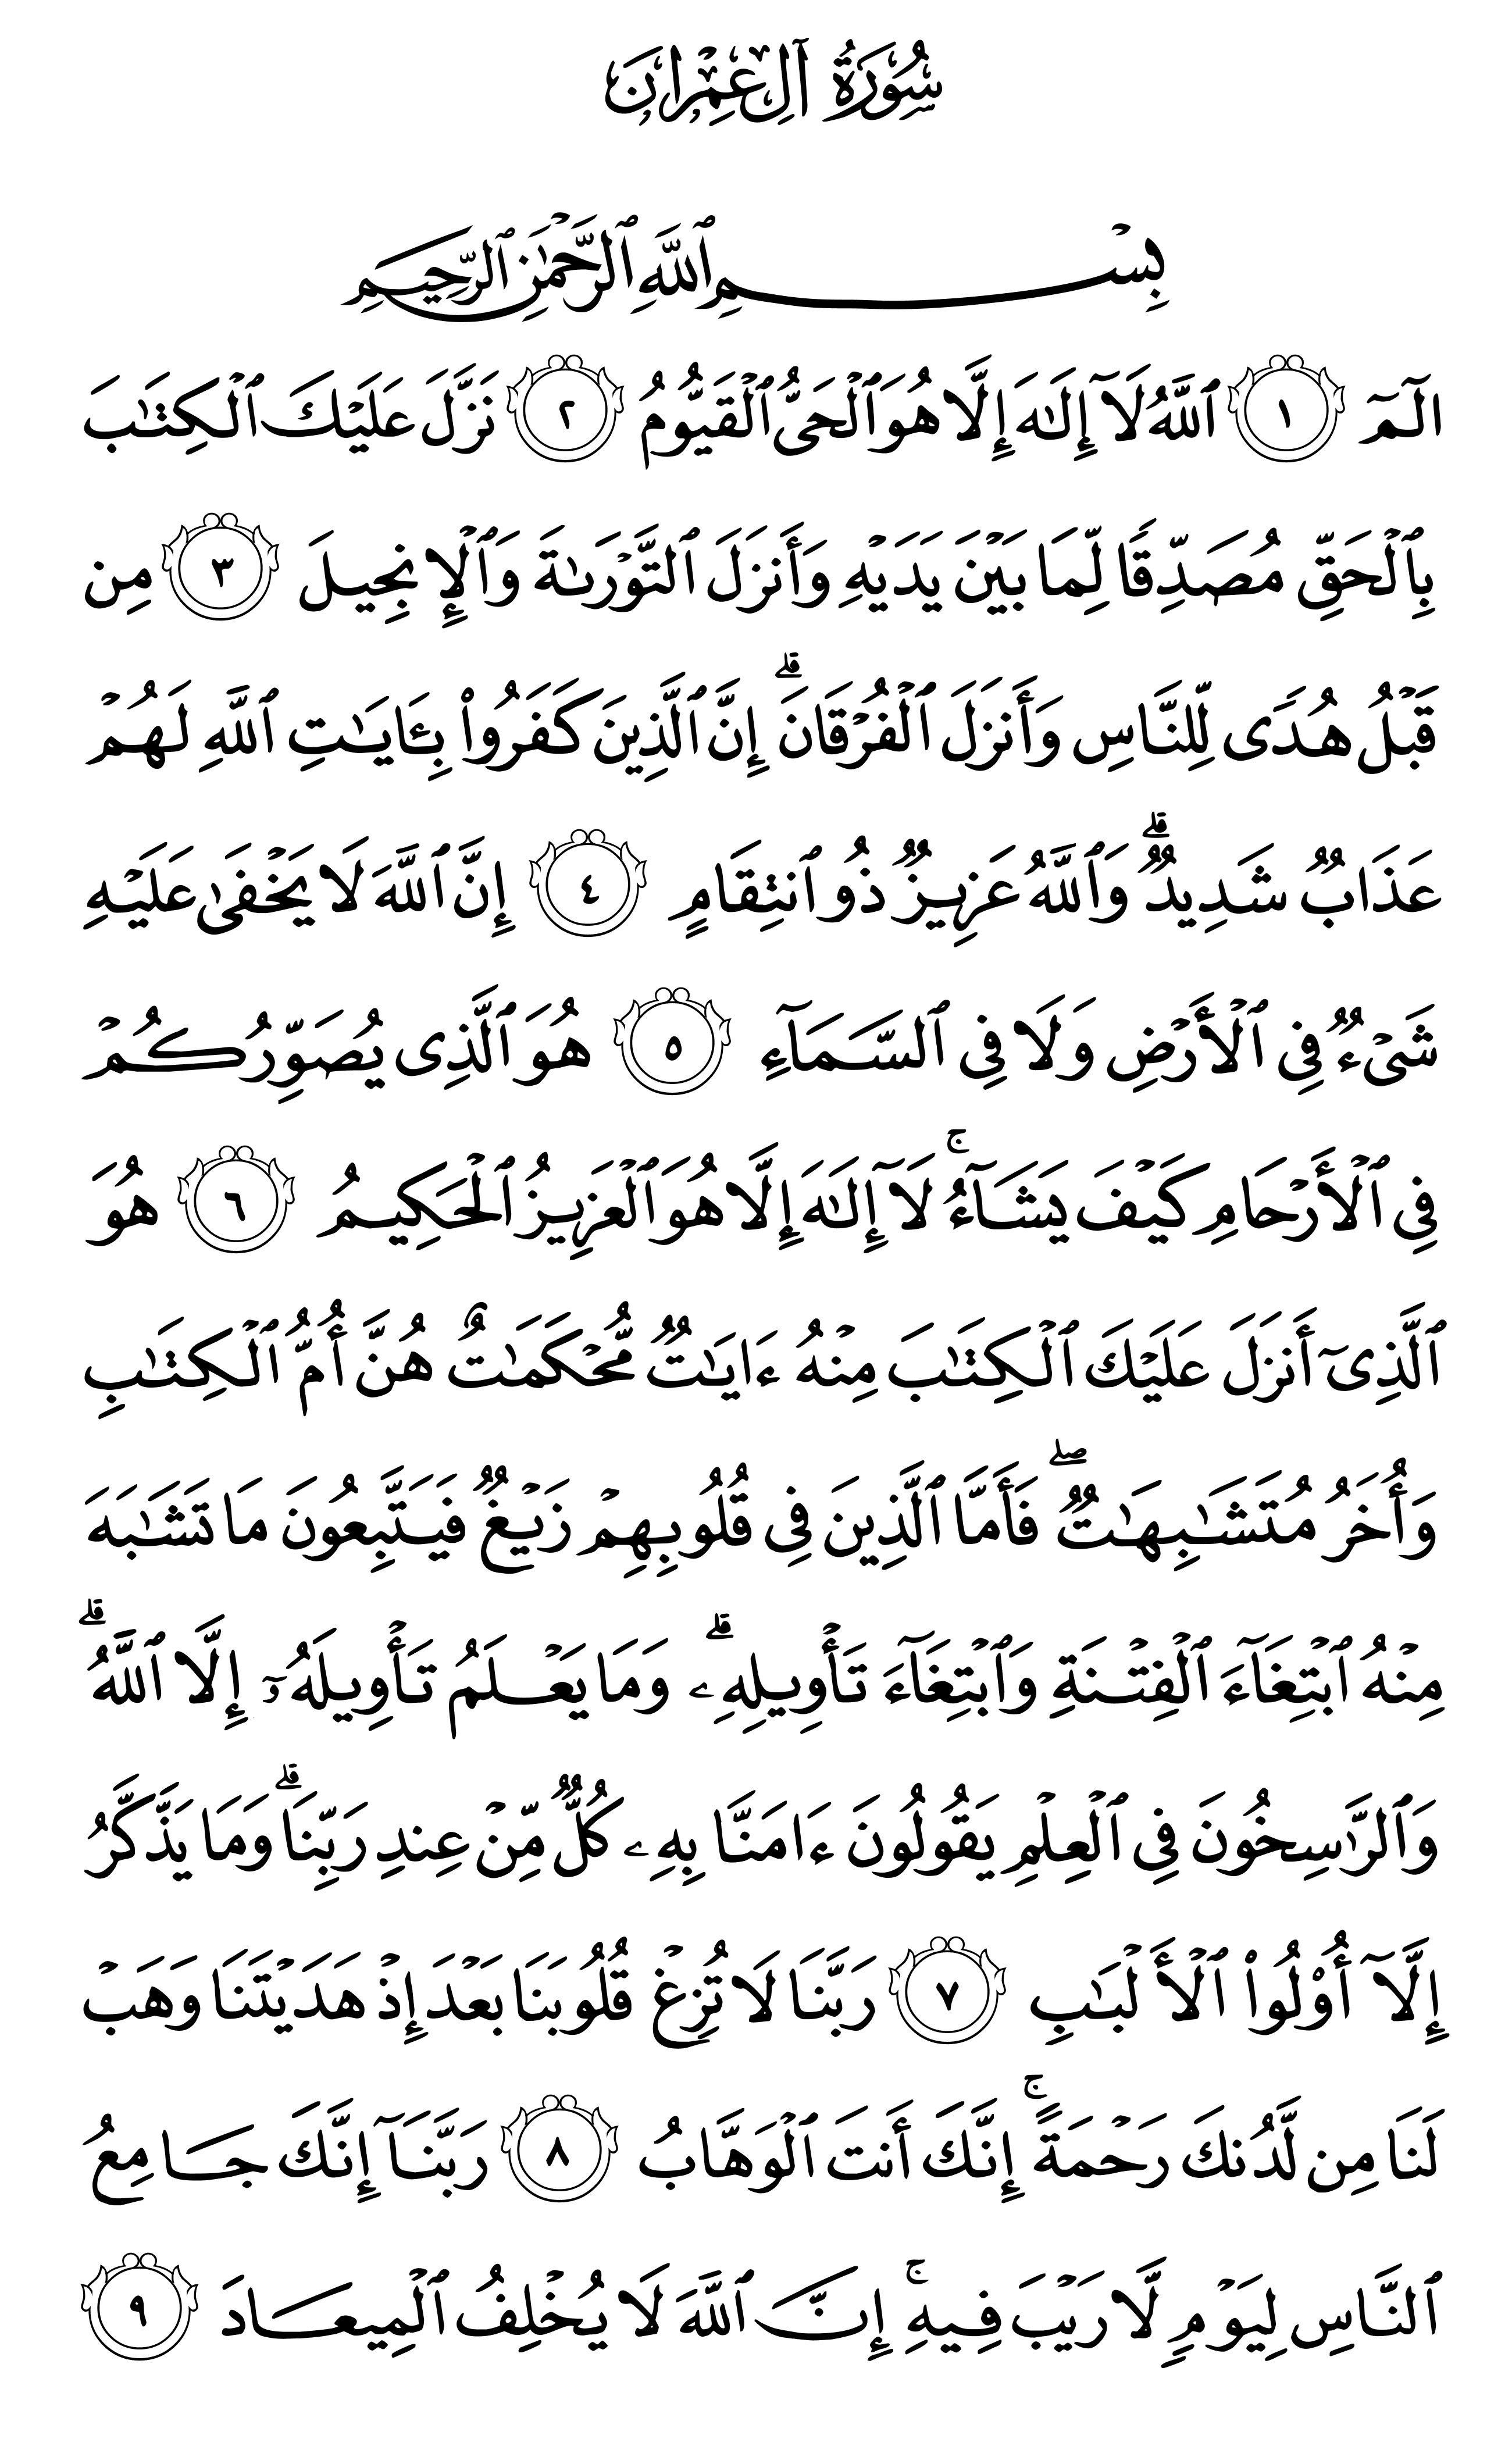 سُورَةُ آلِ عِمْرَانَ
بِسْمِ ٱللَّهِ ٱلرَّحْمَٰنِ ٱلرَّحِيمِ
الٓمٓ ١ ٱللَّهُ لَآ إِلَٰهَ إِلَّا هُوَ ٱلْحَىُّ ٱلْقَيُّومُ ٢ نَزَّلَ عَلَيْكَ ٱلْكِتَٰبَ
بِٱلْحَقِّ مُصَدِّقًا لِّمَا بَيْنَ يَدَيْهِ وَأَنزَلَ ٱلتَّوْرَىٰةَ وَٱلْإِنجِيلَ ٣ مِن
قَبْلُ هُدًى لِّلنَّاسِ وَأَنزَلَ ٱلْفُرْقَانَ ۗ إِنَّ ٱلَّذِينَ كَفَرُوا۟ بِـَٔايَٰتِ ٱللَّهِ لَهُمْ
عَذَابٌ شَدِيدٌ ۗ وَٱللَّهُ عَزِيزٌ ذُو ٱنتِقَامٍ ٤ إِنَّ ٱللَّهَ لَا يَخْفَىٰ عَلَيْهِ
شَىْءٌ فِى ٱلْأَرْضِ وَلَا فِى ٱلسَّمَآءِ ٥ هُوَ ٱلَّذِى يُصَوِّرُكُمْ
فِى ٱلْأَرْحَامِ كَيْفَ يَشَآءُ ۚ لَآ إِلَٰهَ إِلَّا هُوَ ٱلْعَزِيزُ ٱلْحَكِيمُ ٦ هُوَ
ٱلَّذِىٓ أَنزَلَ عَلَيْكَ ٱلْكِتَٰبَ مِنْهُ ءَايَٰتٌ مُّحْكَمَٰتٌ هُنَّ أُمُّ ٱلْكِتَٰبِ
وَأُخَرُ مُتَشَٰبِهَٰتٌ ۖ فَأَمَّا ٱلَّذِينَ فِى قُلُوبِهِمْ زَيْغٌ فَيَتَّبِعُونَ مَا تَشَٰبَهَ
مِنْهُ ٱبْتِغَآءَ ٱلْفِتْنَةِ وَٱبْتِغَآءَ تَأْوِيلِهِۦ ۗ وَمَا يَعْلَمُ تَأْوِيلَهُۥٓ إِلَّا ٱللَّهُ ۗ
وَٱلرَّٰسِخُونَ فِى ٱلْعِلْمِ يَقُولُونَ ءَامَنَّا بِهِۦ كُلٌّ مِّنْ عِندِ رَبِّنَا ۗ وَمَا يَذَّكَّرُ
إِلَّآ أُو۟لُوا۟ ٱلْأَلْبَٰبِ ٧ رَبَّنَا لَا تُزِغْ قُلُوبَنَا بَعْدَ إِذْ هَدَيْتَنَا وَهَبْ
لَنَا مِن لَّدُنكَ رَحْمَةً ۚ إِنَّكَ أَنتَ ٱلْوَهَّابُ ٨ رَبَّنَآ إِنَّكَ جَامِعُ
ٱلنَّاسِ لِيَوْمٍ لَّا رَيْبَ فِيهِ ۚ إِنَّ ٱللَّهَ لَا يُخْلِفُ ٱلْمِيعَادَ ٩